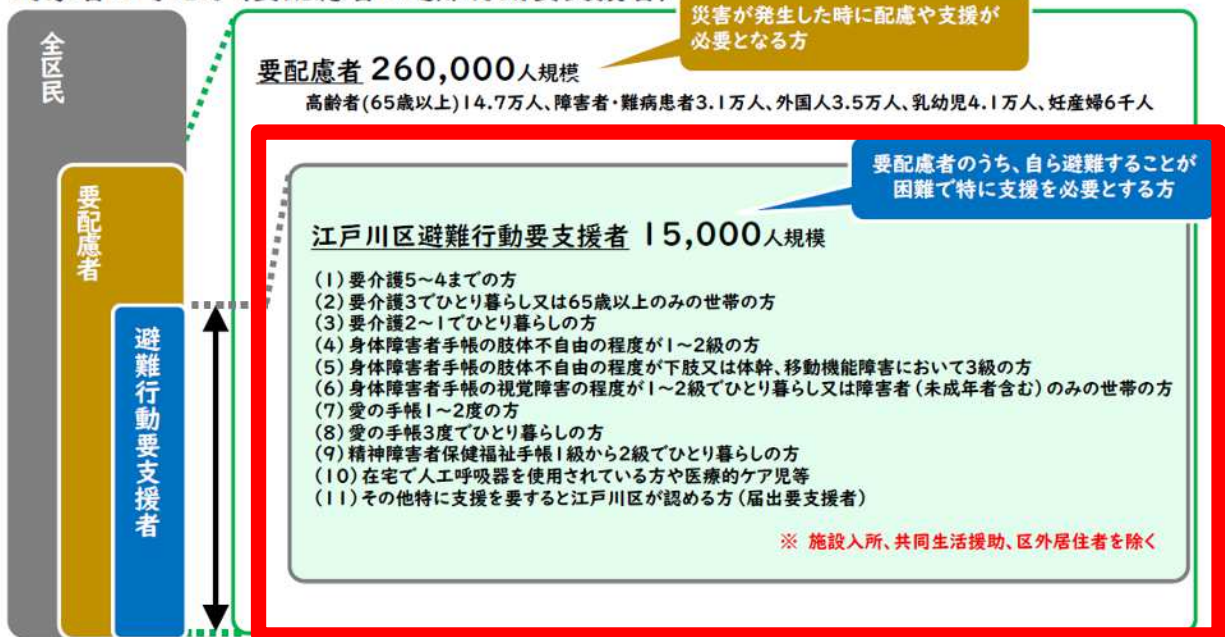 災害が発生した時に配慮や支援が
必要となる方
全区民
要配慮者 260,000人規模
高齢者(65歳以上)14.7万人、障害者・難病患者3.1万人、外国人3.5万人、乳幼児4.1万人、妊産婦6千人
要配慮者
要配慮者のうち、自ら避難することが
困難で特に支援を必要とする方
江戸川区避難行動要支援者 15,000人規模
(1)要介護5~4までの方
(2)要介護3でひとり暮らし又は65歳以上のみの世帯の方
(3)要介護2~1でひとり暮らしの方
(4)身体障害者手帳の肢体不自由の程度が1~2級の方
(5)身体障害者手帳の肢体不自由の程度が下肢又は体幹、移動機能障害において3級の方
(6)身体障害者手帳の視覚障害の程度が1~2級でひとり暮らし又は障害者(未成年者含む)のみの世帯の方
(7)愛の手帳1~2度の方
(8)愛の手帳3度でひとり暮らしの方
(9)精神障害者保健福祉手帳1級から2級でひとり暮らしの方
(10)在宅で人工呼吸器を使用されている方や医療的ケア児等
(11)その他特に支援を要すると江戸川区が認める方(届出要支援者)
※ 施設入所、共同生活援助、区外居住者を除く
避難行動要支援者